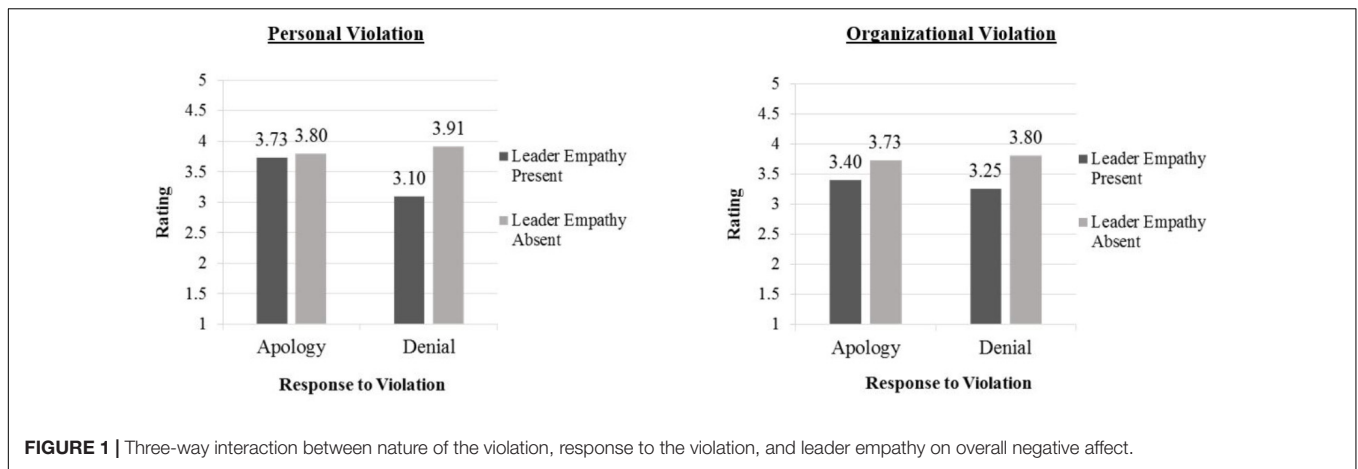 Personal Violation
5
4.5
4
3.5
3
2.5
2
1.5
1
Rating
3.73
3.80
3.10
3.91
Apology
Denial
Response to Violation
Leader Empathy
Present
Leader Empathy
Absent
Organizational Violation
5
4.5
4
3.5
3
2.5
2
1.5
1
Rating
3.40
3.73
3.25
3.80
Apology
Denial
Response to Violation
Leader Empathy
Present
Leader Empathy
Absent
FIGURE 1 | Three-way interaction between nature of the violation, response to the violation, and leader empathy on overall negative affect.